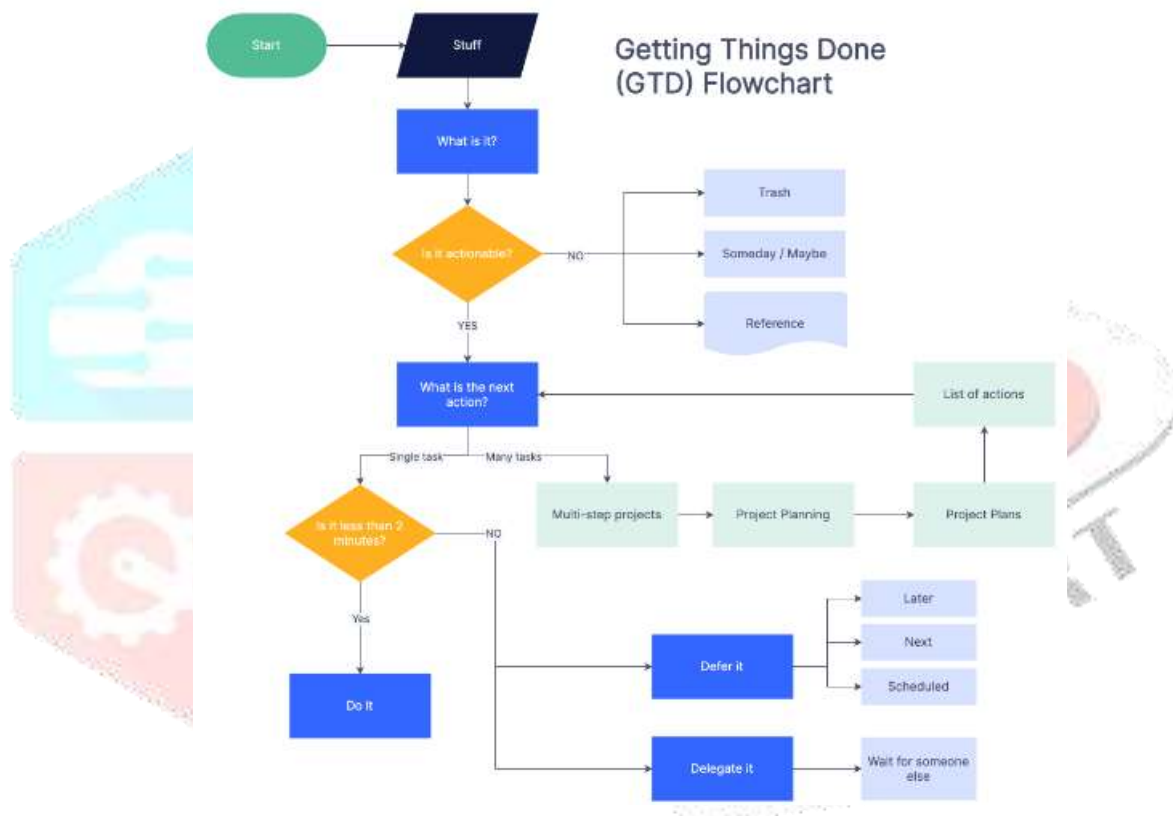 Start
Stuff
Getting Things Done
(GTD) Flowchart
What is it?
Is it actionable?
NO
Trash
Someday / Maybe
Reference
YES
What is the next
action?
List of actions
Single task
Many tasks
Is it less than 2
minutes?
NO
Multi-step projects
Project Planning
Project Plans
Yes
Do it
Defer it
Later
Next
Scheduled
Delegate it
Wait for someone
else